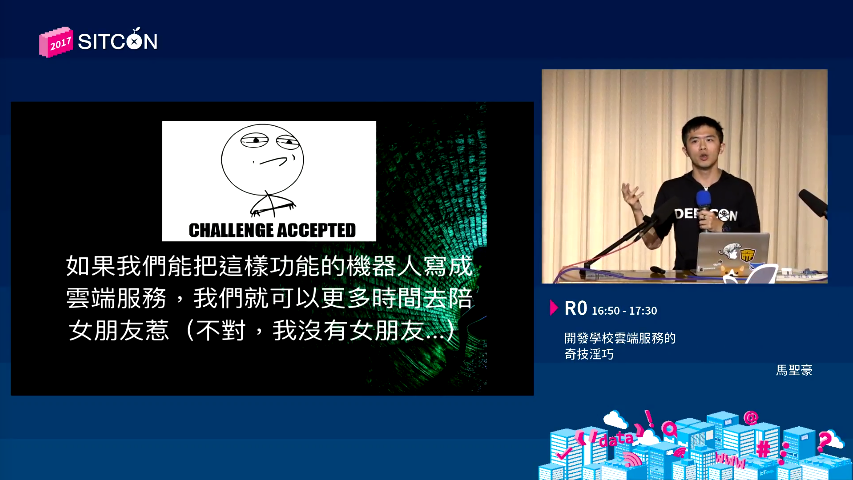 2017 SITCON
CHALLENGE ACCEPTED
如果我們能把這樣功能的機器人寫成
雲端服務，我們就可以更多時間去陪
女朋友惹（不對，我沒有女朋友...）
DEFCON
R0 16:50 - 17:30
開發學校雲端服務的
奇技淫巧
馬聖豪
data
@
#
WWW
?